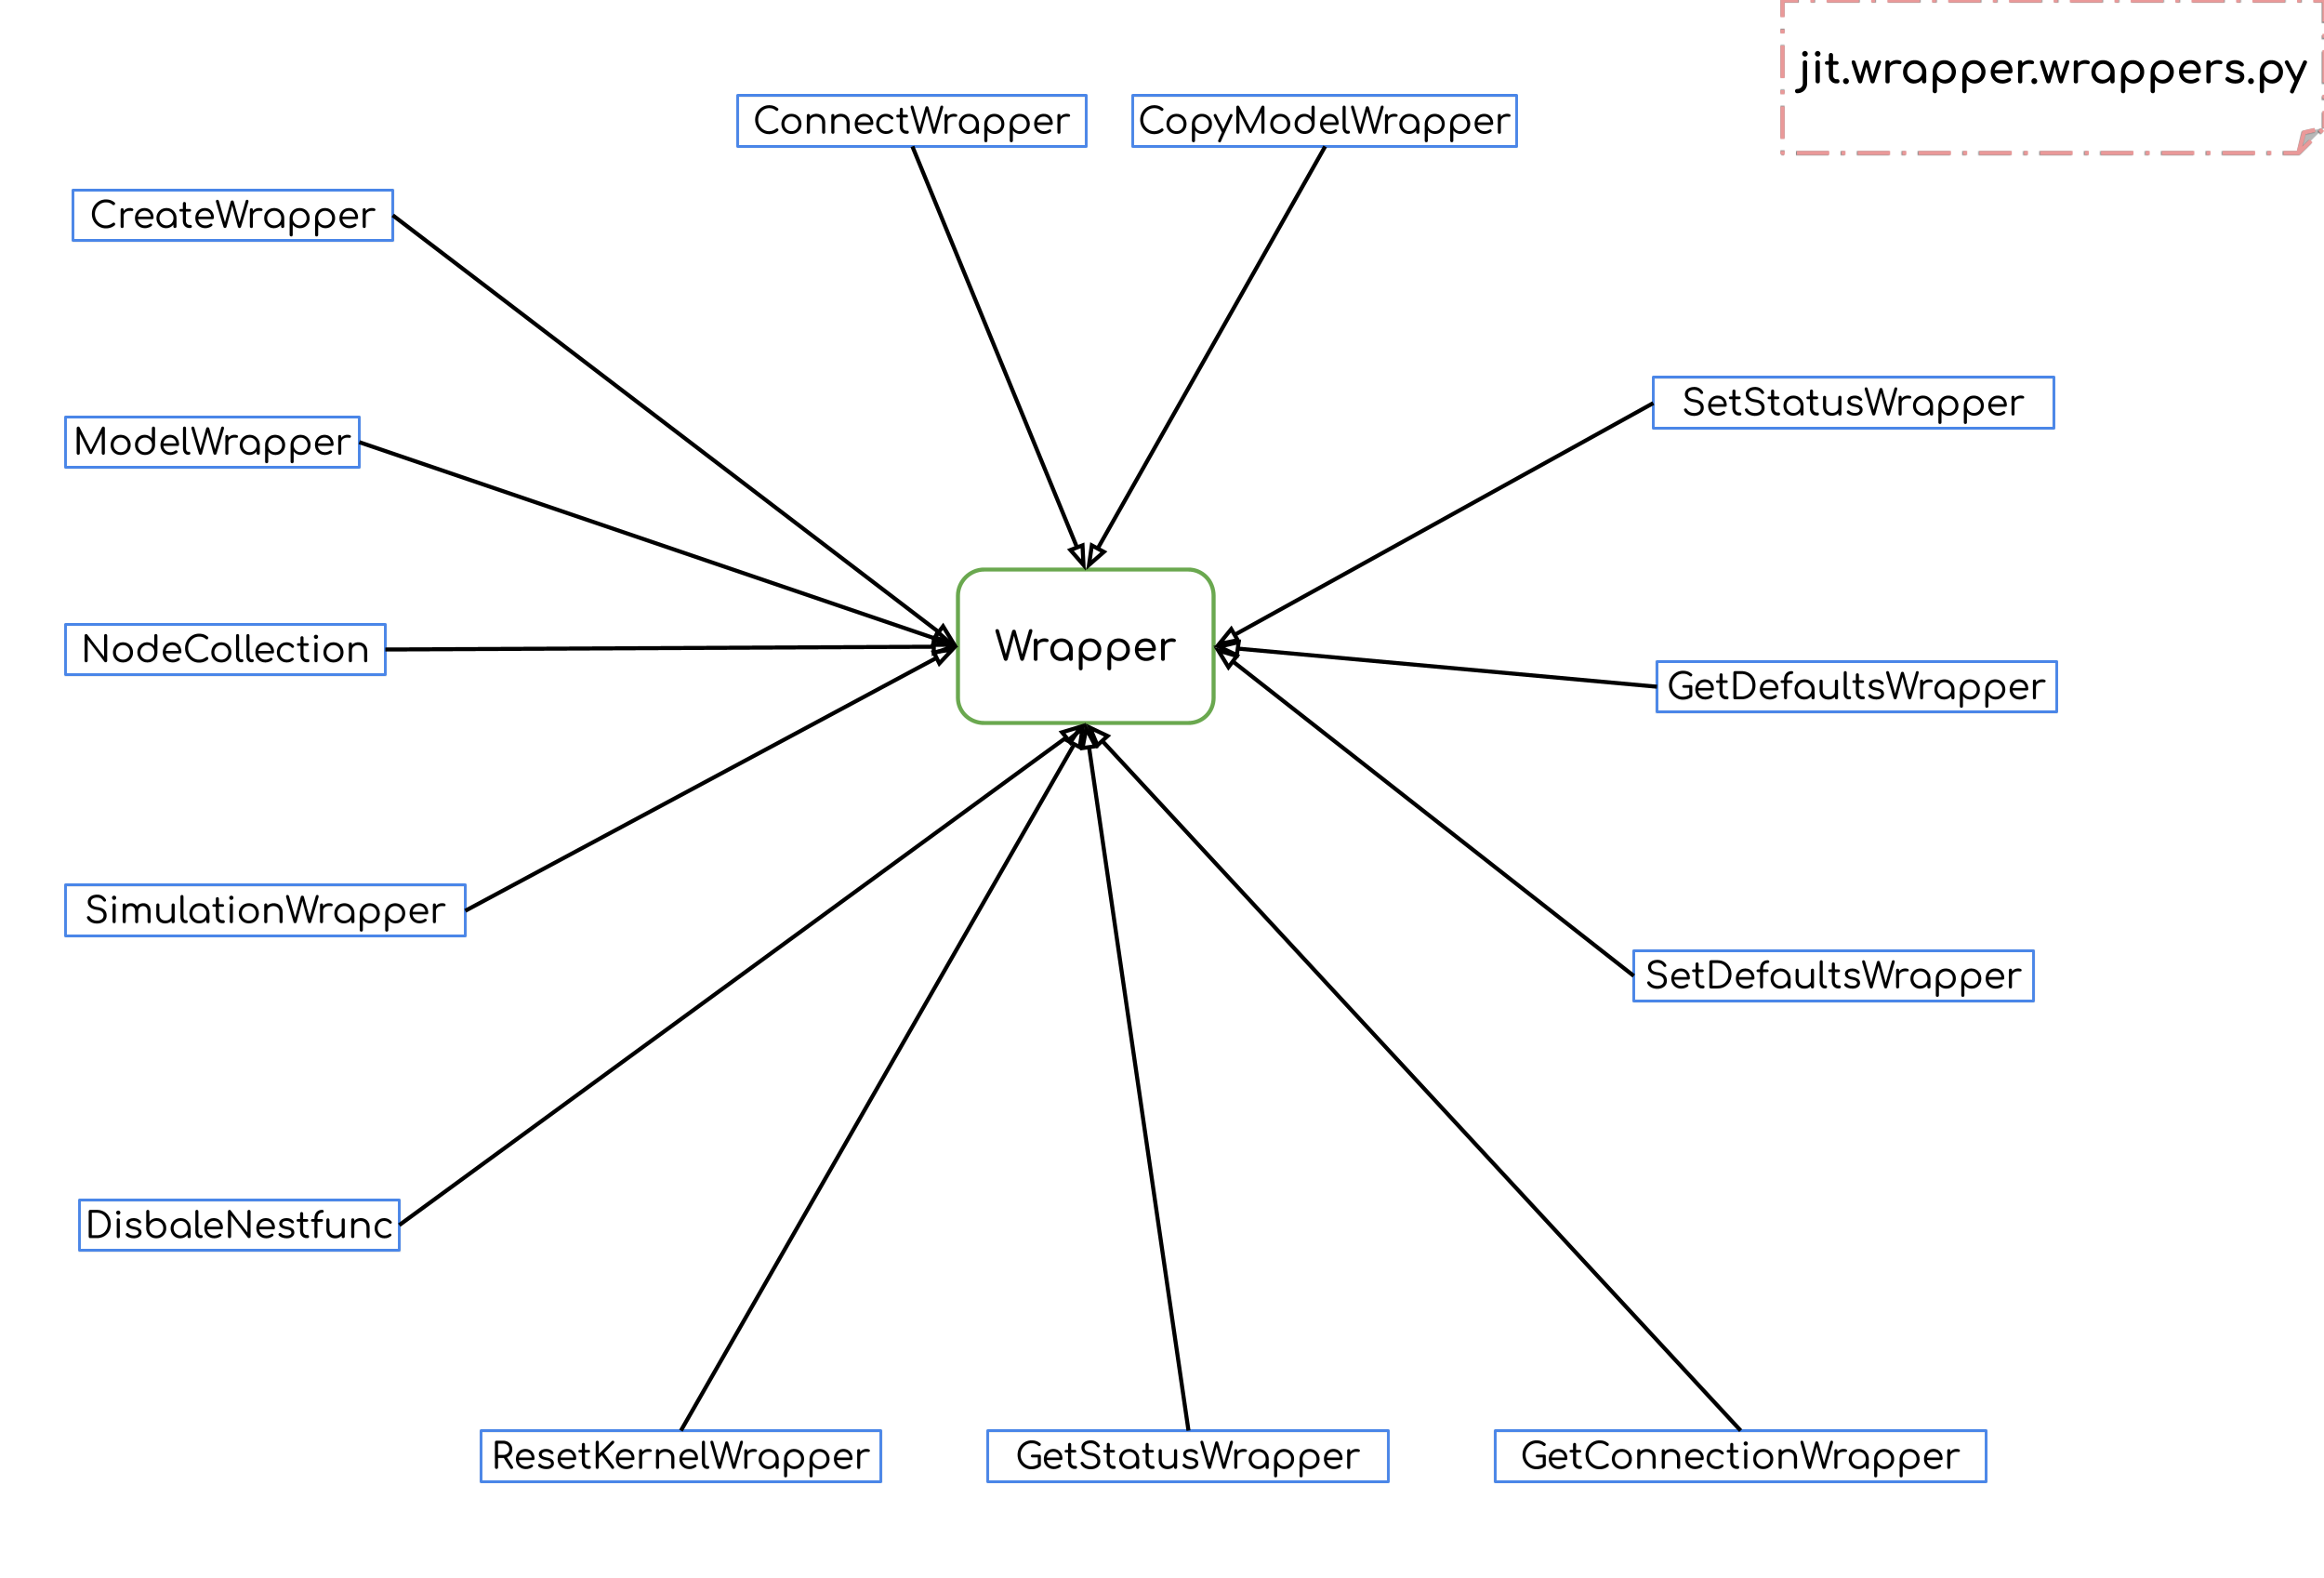 jit.wrapper.wrappers.py
ConnectWrapper
CopyModelWrapper
CreateWrapper
SetStatusWrapper
ModelWrapper
NodeCollection
Wrapper
GetDefaultsWrapper
SimulationWrapper
SetDefaultsWrapper
DisbaleNestfunc
ResetKernelWrapper
GetStatusWrapper
GetConnectionWrapper